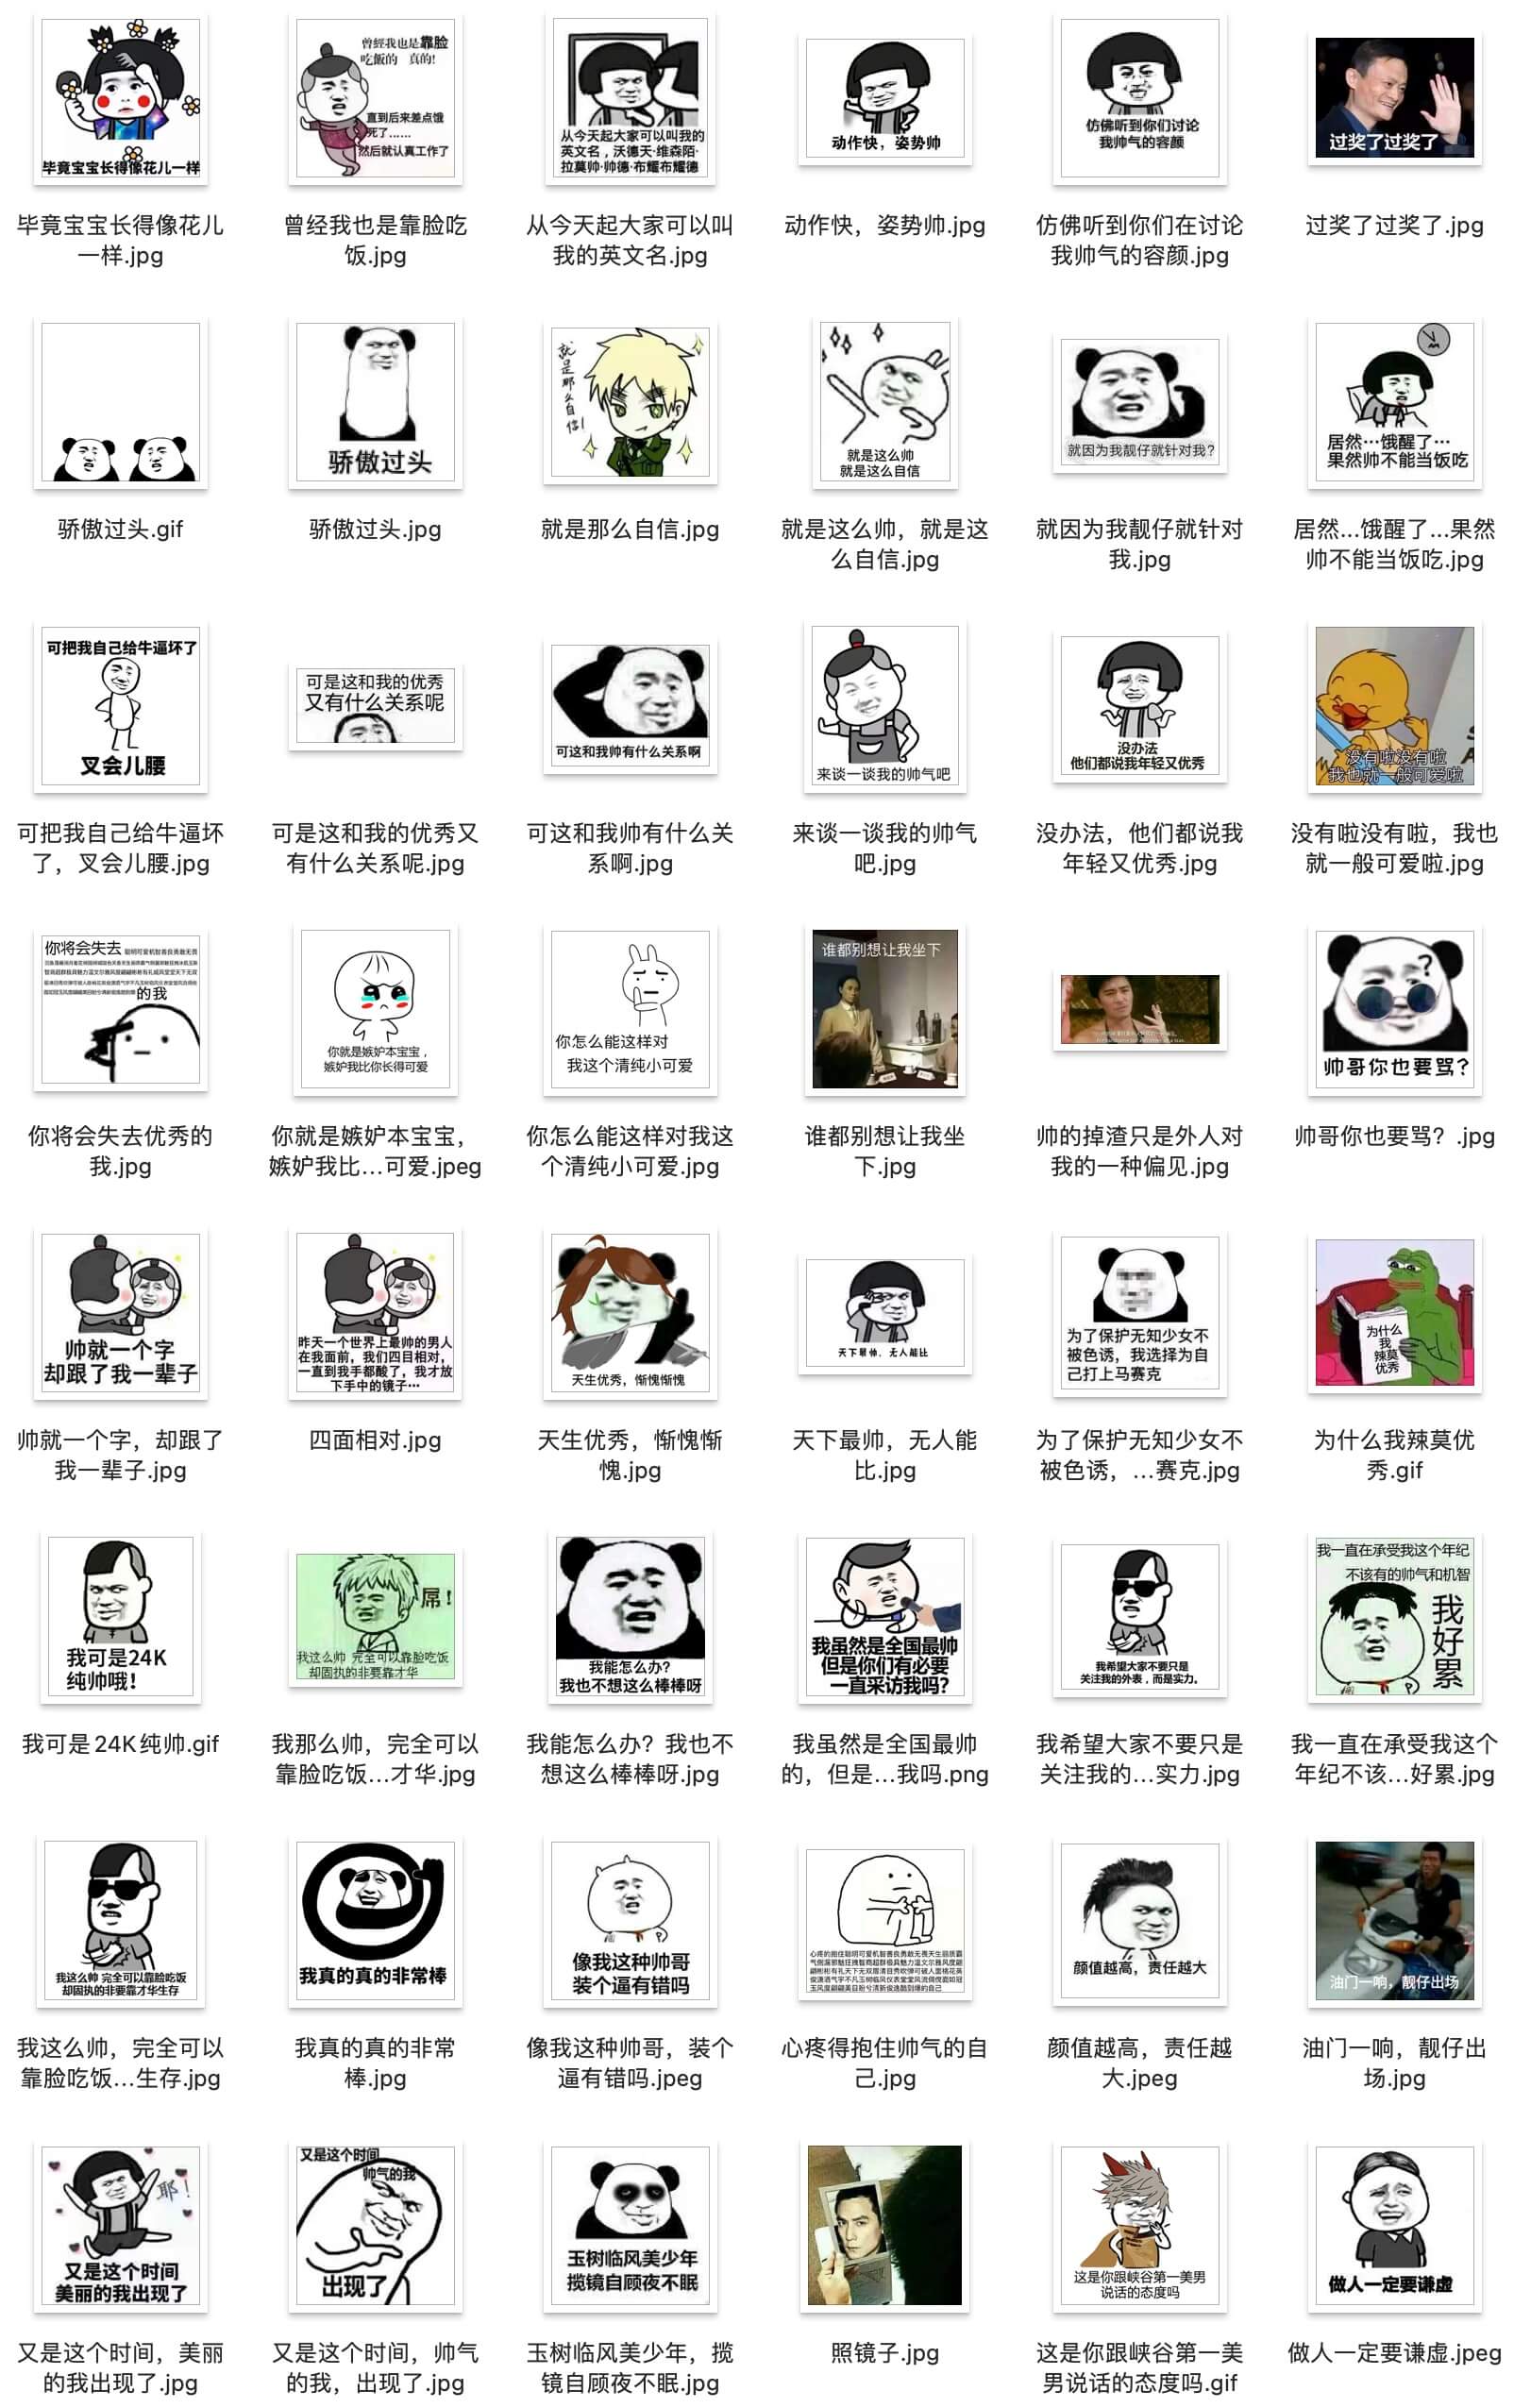 毕竟宝宝长得像花儿一样
曾經我也是靠脸
吃飯的 真的!
直到后来差点饿
死了......
然后就认真工作了
从今天起大家可以叫我的
英文名，沃德天·维森陌·
拉莫帅·帅德·布耀布耀德
动作快，姿势帅
仿佛听到你们讨论
我帅气的容颜
过奖了过奖了
毕竟宝宝长得像花儿
一样.jpg
曾经我也是靠脸吃
饭.jpg
从今天起大家可以叫
我的英文名.jpg
动作快，姿势帅.jpg
仿佛听到你们在讨论
我帅气的容颜.jpg
过奖了过奖了.jpg
骄傲过头
就是那么自信!
就是这么帅
就是这么自信
就因为我靓仔就针对我?
居然…饿醒了…
果然帅不能当饭吃
骄傲过头.gif
骄傲过头.jpg
就是那么自信.jpg
就是这么帅，就是这
么自信.jpg
就因为我靓仔就针对
我.jpg
居然...饿醒了...果然
帅不能当饭吃.jpg
可把我自己给牛逼坏了
叉会儿腰
可是这和我的优秀
又有什么关系呢
可这和我帅有什么关系啊
来谈一谈我的帅气吧
没办法
他们都说我年轻又优秀
没有啦没有啦
我也就一般可爱啦
可把我自己给牛逼坏
了，叉会儿腰.jpg
可是这和我的优秀又
有什么关系呢.jpg
可这和我帅有什么关
系啊.jpg
来谈一谈我的帅气
吧.jpg
没办法，他们都说我
年轻又优秀.jpg
没有啦没有啦，我也
就一般可爱啦.jpg
你将会失去
的我
你就是嫉妒本宝宝，
嫉妒我比你长得可爱
你怎么能这样对
我这个清纯小可爱
谁都别想让我坐下
?
帅哥你也要骂?
你将会失去优秀的
我.jpg
你就是嫉妒本宝宝，
嫉妒我比...可爱.jpeg
你怎么能这样对我这
个清纯小可爱.jpg
谁都别想让我坐
下.jpg
帅的掉渣只是外人对
我的一种偏见.jpg
帅哥你也要骂？.jpg
帅就一个字
却跟了我一辈子
昨天一个世界上最帅的男人
在我面前，我们四目相对，
一直到我手都酸了，我才放
下手中的镜子…
天生优秀，惭愧惭愧
天下最帅，无人能比
为了保护无知少女不
被色诱，我选择为自
己打上马赛克
为什么
我
辣莫
优秀
帅就一个字，却跟了
我一辈子.jpg
四面相对.jpg
天生优秀，惭愧惭
愧.jpg
天下最帅，无人能
比.jpg
为了保护无知少女不
被色诱，...赛克.jpg
为什么我辣莫优
秀.gif
我可是24K
纯帅哦!
屌!
我这么帅 完全可以靠脸吃饭
却固执的非要靠才华
我能怎么办?
我也不想这么棒棒呀
我虽然是全国最帅
但是你们有必要
一直采访我吗?
我希望大家不要只是
关注我的外表，而是实力。
我一直在承受我这个年纪
不该有的帅气和机智
我好累
我可是24K纯帅.gif
我那么帅，完全可以
靠脸吃饭...才华.jpg
我能怎么办？我也不
想这么棒棒呀.jpg
我虽然是全国最帅
的，但是...我吗.png
我希望大家不要只是
关注我的...实力.jpg
我一直在承受我这个
年纪不该...好累.jpg
我这么帅 完全可以靠脸吃饭
却固执的非要靠才华生存
我真的真的非常棒
像我这种帅哥
装个逼有错吗
颜值越高，责任越大
油门一响，靓仔出场
我这么帅，完全可以
靠脸吃饭...生存.jpg
我真的真的非常
棒.jpg
像我这种帅哥，装个
逼有错吗.jpeg
心疼得抱住帅气的自
己.jpg
颜值越高，责任越
大.jpeg
油门一响，靓仔出
场.jpg
耶!
又是这个时间
美丽的我出现了
又是这个时间
帅气的我
出现了
玉树临风美少年
揽镜自顾夜不眠
这是你跟峡谷第一美男
说话的态度吗
做人一定要谦虚
又是这个时间，美丽
的我出现了.jpg
又是这个时间，帅气
的我，出现了.jpg
玉树临风美少年，揽
镜自顾夜不眠.jpg
照镜子.jpg
这是你跟峡谷第一美
男说话的态度吗.gif
做人一定要谦虚.jpeg